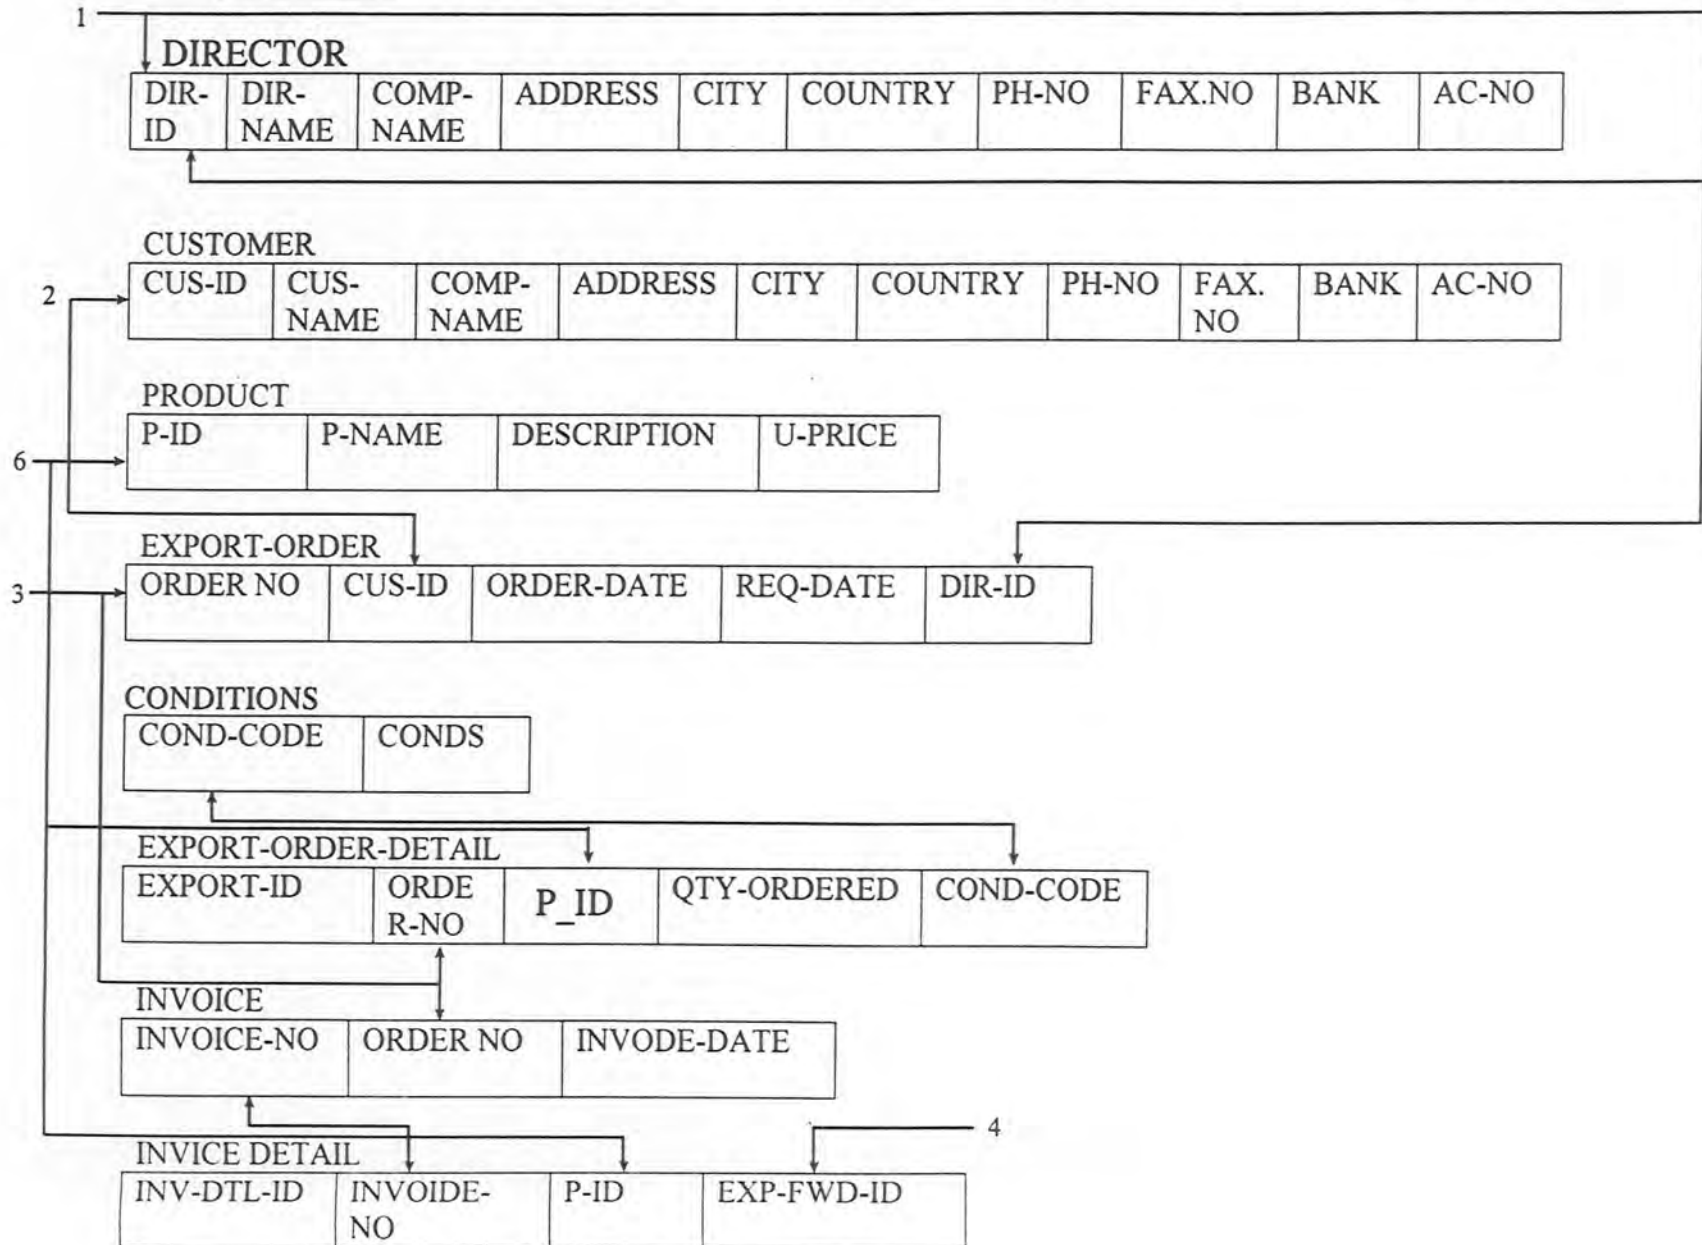 1
DIRECTOR
DIR-ID DIR-NAME COMP-NAME ADDRESS CITY COUNTRY PH-NO FAX.NO BANK AC-NO
CUSTOMER
2
CUS-ID CUS-NAME COMP-NAME ADDRESS CITY COUNTRY PH-NO FAX. NO BANK AC-NO
PRODUCT
6
P-ID P-NAME DESCRIPTION U-PRICE
EXPORT-ORDER
3
ORDER NO CUS-ID ORDER-DATE REQ-DATE DIR-ID
CONDITIONS
COND-CODE CONDS
EXPORT-ORDER-DETAIL
EXPORT-ID ORDE R-NO P_ID QTY-ORDERED COND-CODE
INVOICE
INVOICE-NO ORDER NO INVODE-DATE
4
INVICE DETAIL
INV-DTL-ID INVOIDE-NO P-ID EXP-FWD-ID